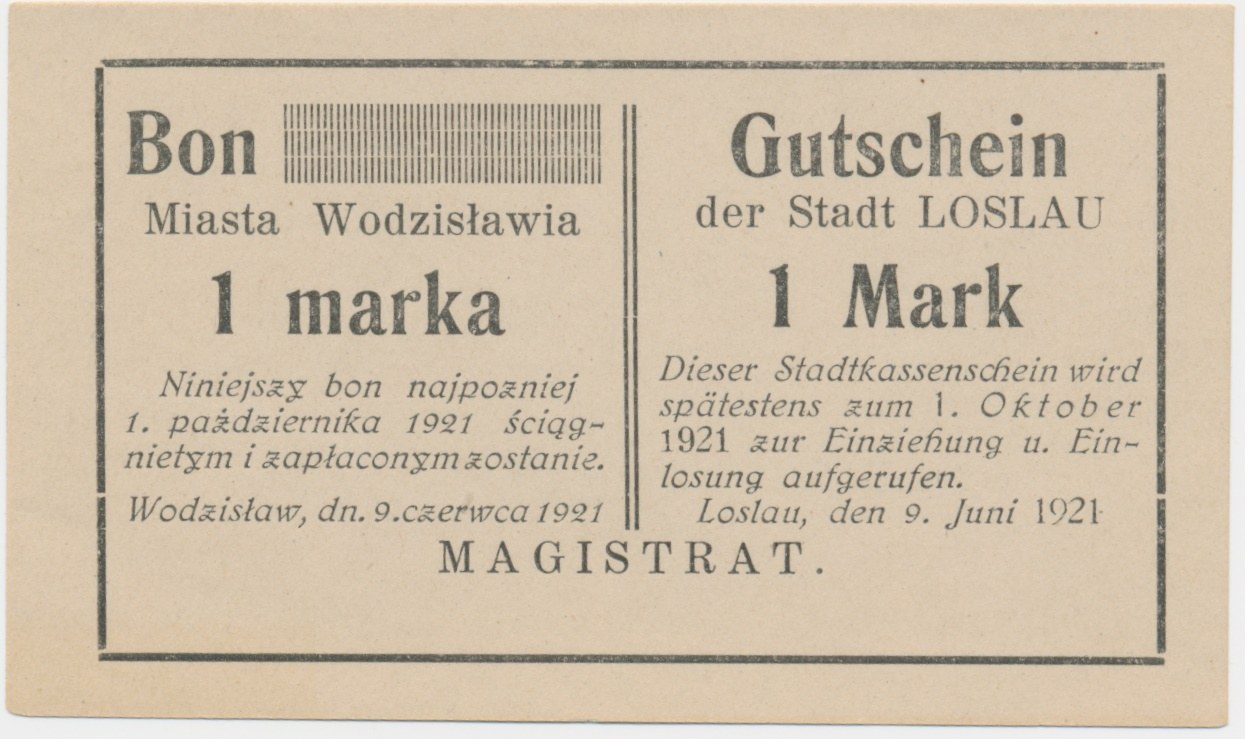 Bon
Miasta Wodzisławia
1 marka
Niniejszy bon najpozniej
1. pażdziernika 1921 ściąg-
niętym i zapłaconym zostanie.
Wodzisław, dn. 9. czerwca 1921
Gutschein
der Stadt LOSLAU
1 Mark
Dieser Stadtkassenschein wird
spätestens zum 1. Oktober
1921 zur Einziehung u. Ein-
losung aufgerufen.
Loslau, den 9. Juni 1921
MAGISTRAT.